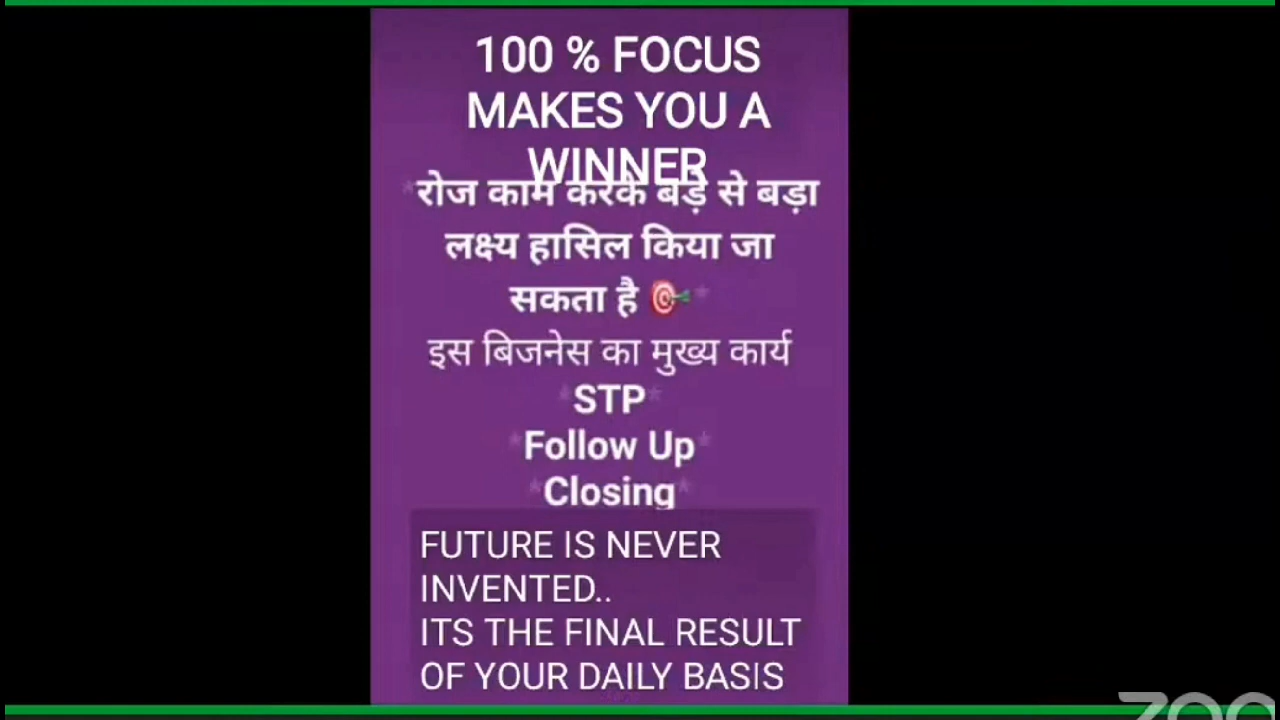 100 % FOCUS
MAKES YOU A
WINNER
*रोज काम करके बड़े से बड़ा
लक्ष्य हासिल किया जा
सकता है 🎯*
इस बिजनेस का मुख्य कार्य
*STP*
*Follow Up*
*Closing*
FUTURE IS NEVER
INVENTED..
ITS THE FINAL RESULT
OF YOUR DAILY BASIS